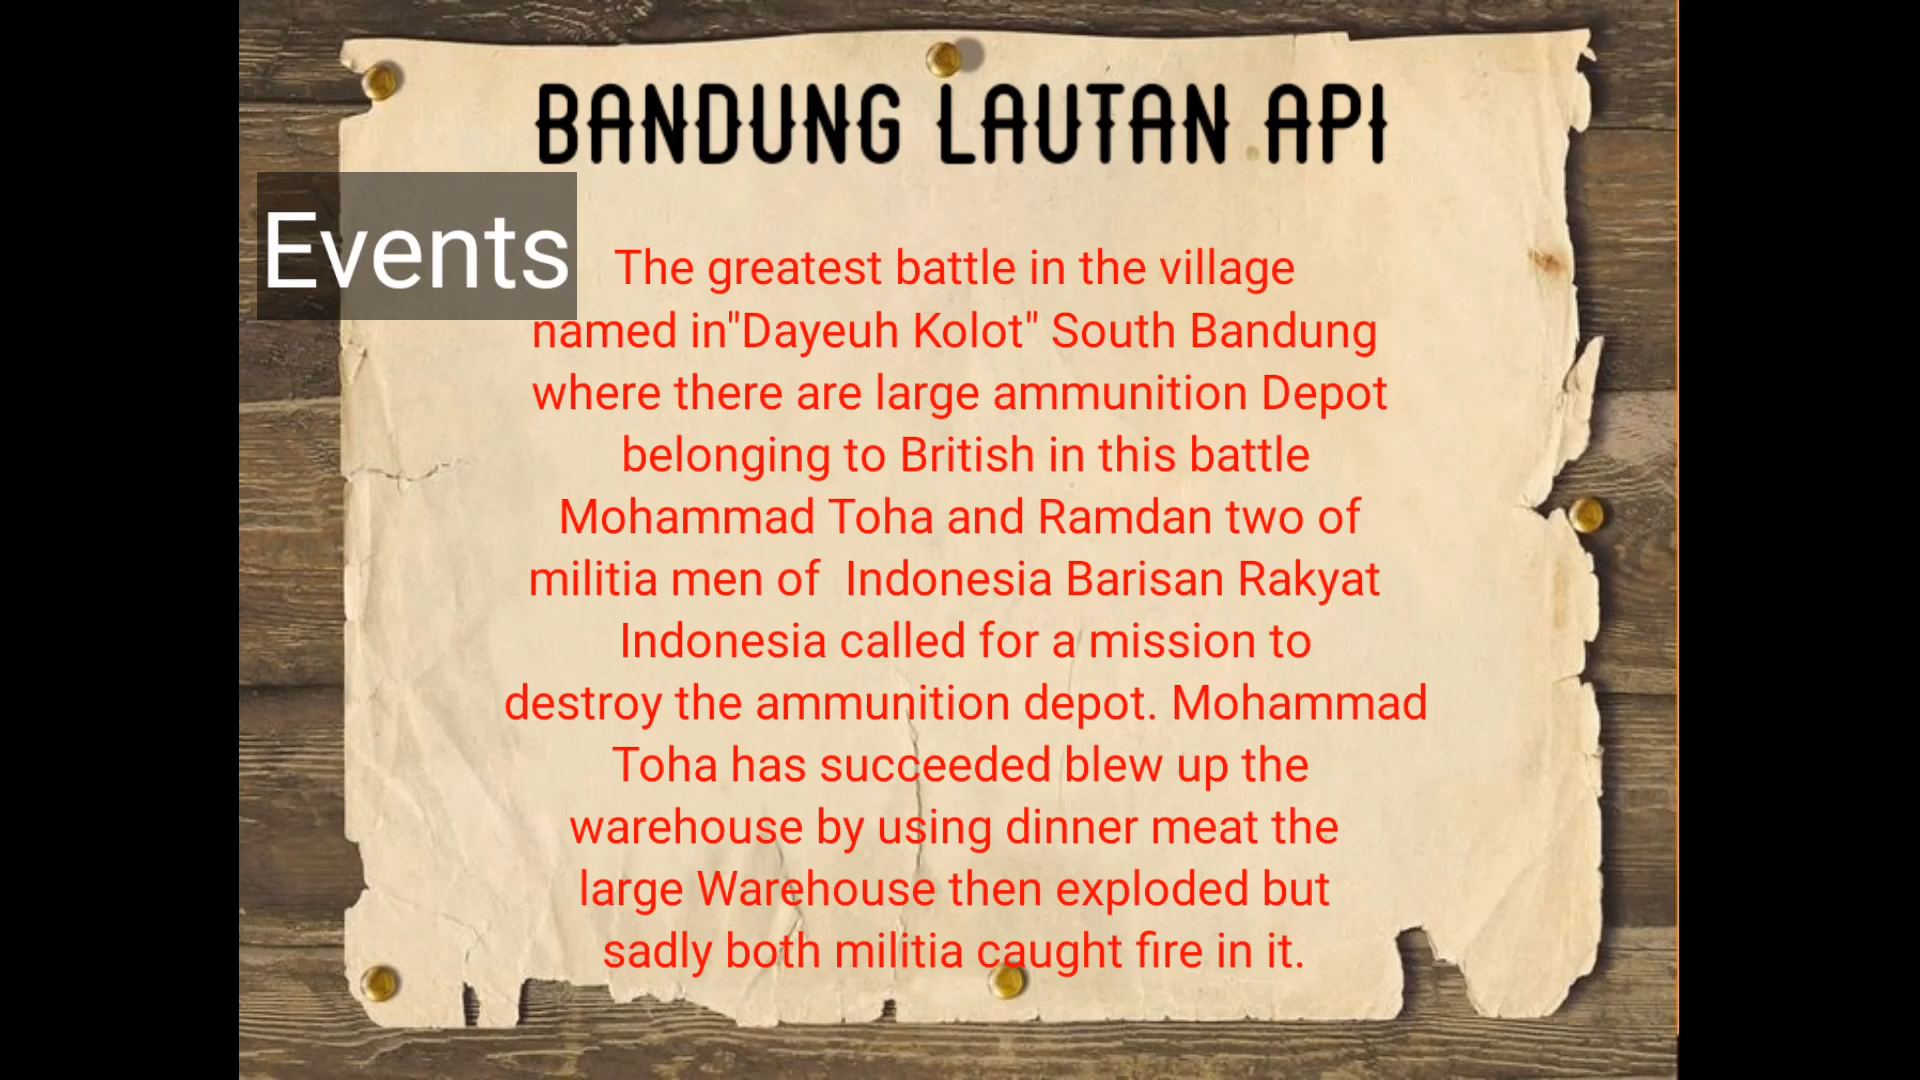 BANDUNG LAUTAN API
Events
The greatest battle in the village
named in"Dayeuh Kolot" South Bandung
where there are large ammunition Depot
belonging to British in this battle
Mohammad Toha and Ramdan two of
militia men of  Indonesia Barisan Rakyat
Indonesia called for a mission to
destroy the ammunition depot. Mohammad
Toha has succeeded blew up the
warehouse by using dinner meat the
large Warehouse then exploded but
sadly both militia caught fire in it.